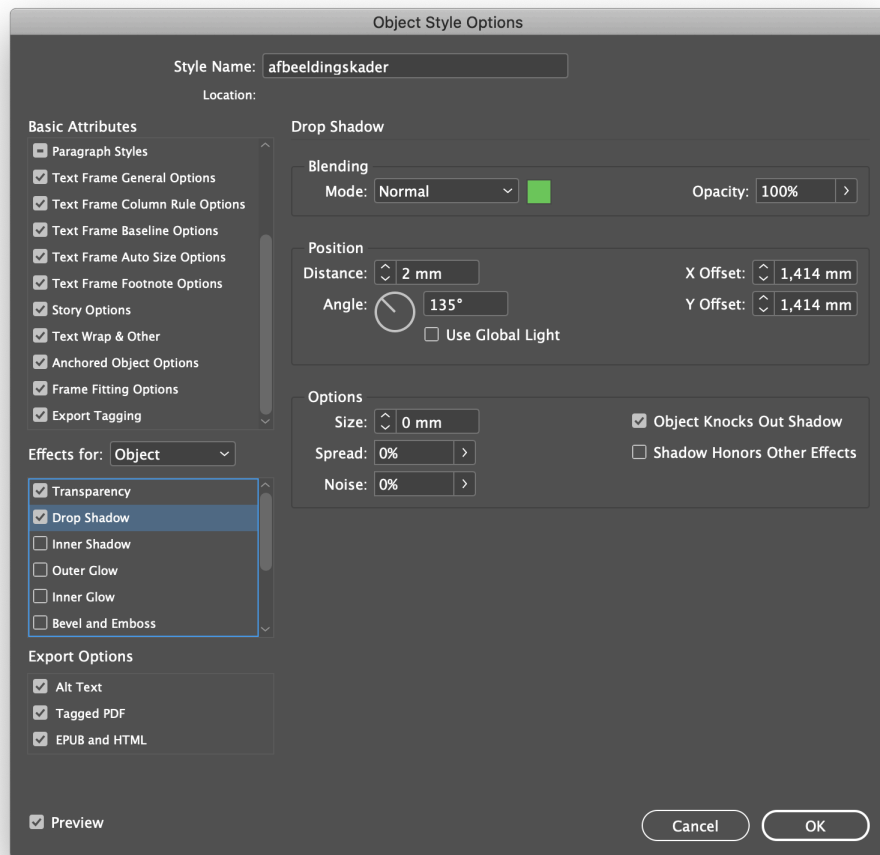 Object Style Options
Style Name: afbeeldingskader
Location:
Basic Attributes
Paragraph Styles
Text Frame General Options
Text Frame Column Rule Options
Text Frame Baseline Options
Text Frame Auto Size Options
Text Frame Footnote Options
Story Options
Text Wrap & Other
Anchored Object Options
Frame Fitting Options
Export Tagging
Effects for: Object
Transparency
Drop Shadow
Inner Shadow
Outer Glow
Inner Glow
Bevel and Emboss
Export Options
Alt Text
Tagged PDF
EPUB and HTML
Preview
Drop Shadow
Blending
Mode: Normal Opacity: 100%
Position
Distance: 2 mm X Offset: 1,414 mm
Angle: 135° Y Offset: 1,414 mm
Use Global Light
Options
Size: 0 mm Object Knocks Out Shadow
Spread: 0% Shadow Honors Other Effects
Noise: 0%
Cancel OK